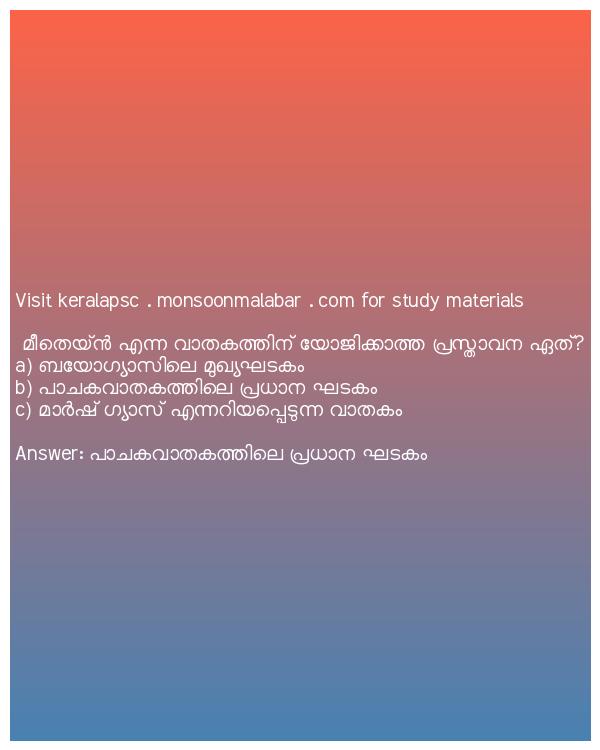 Visit keralapsc . monsoonmalabar . com for study materials
മീതെയ്ൻ എന്ന വാതകത്തിന് യോജിക്കാത്ത പ്രസ്താവന ഏത്?
a) ബയോഗ്യാസിലെ മുഖ്യഘടകം
b) പാചകവാതകത്തിലെ പ്രധാന ഘടകം
c) മാർഷ് ഗ്യാസ് എന്നറിയപ്പെടുന്ന വാതകം
Answer: പാചകവാതകത്തിലെ പ്രധാന ഘടകം